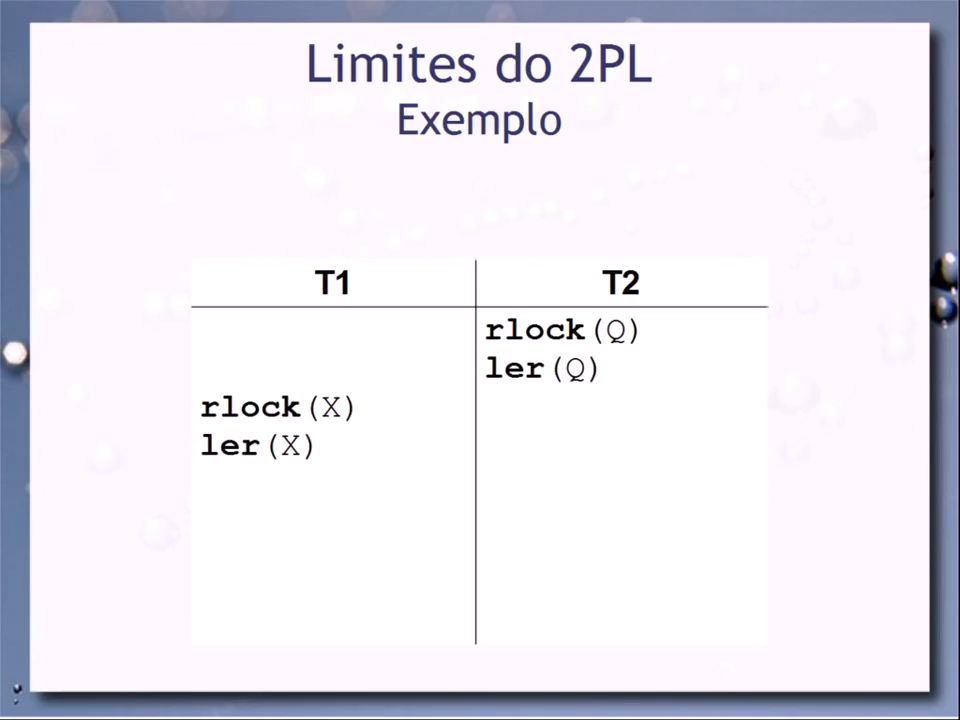 Limites do 2PL
Exemplo
T1 T2
rlock(Q)
ler(Q)
rlock(X)
ler(X)